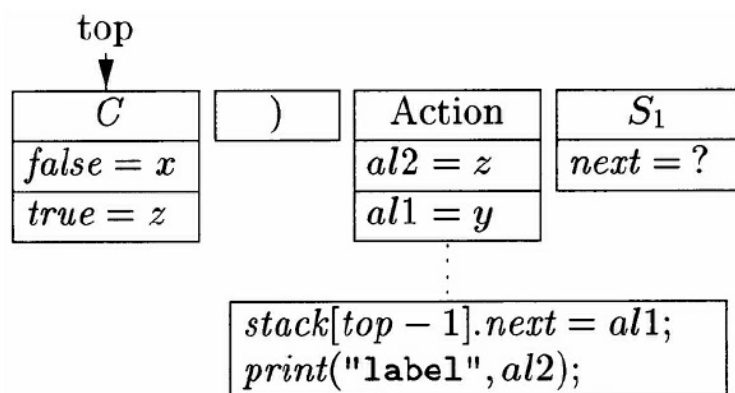 top
C ) Action S₁
false = x al2 = z next = ?
true = z al1 = y
stack[top − 1].next = al1;
print("label", al2);